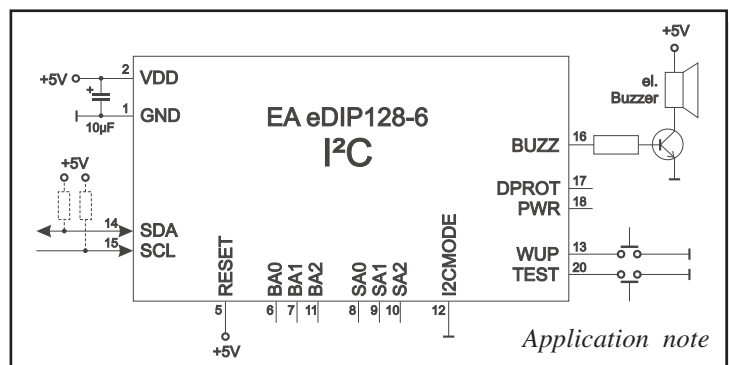 +5V
+5V
2
VDD
1
GND
10µF
EA eDIP128-6
I²C
el.
Buzzer
BUZZ
16
DPROT
17
PWR
18
+5V
14
SDA
15
SCL
WUP
13
TEST
20
RESET
BA0
BA1
BA2
SA0
SA1
SA2
I2CMODE
5
6
7
11
8
9
10
12
+5V
Application note